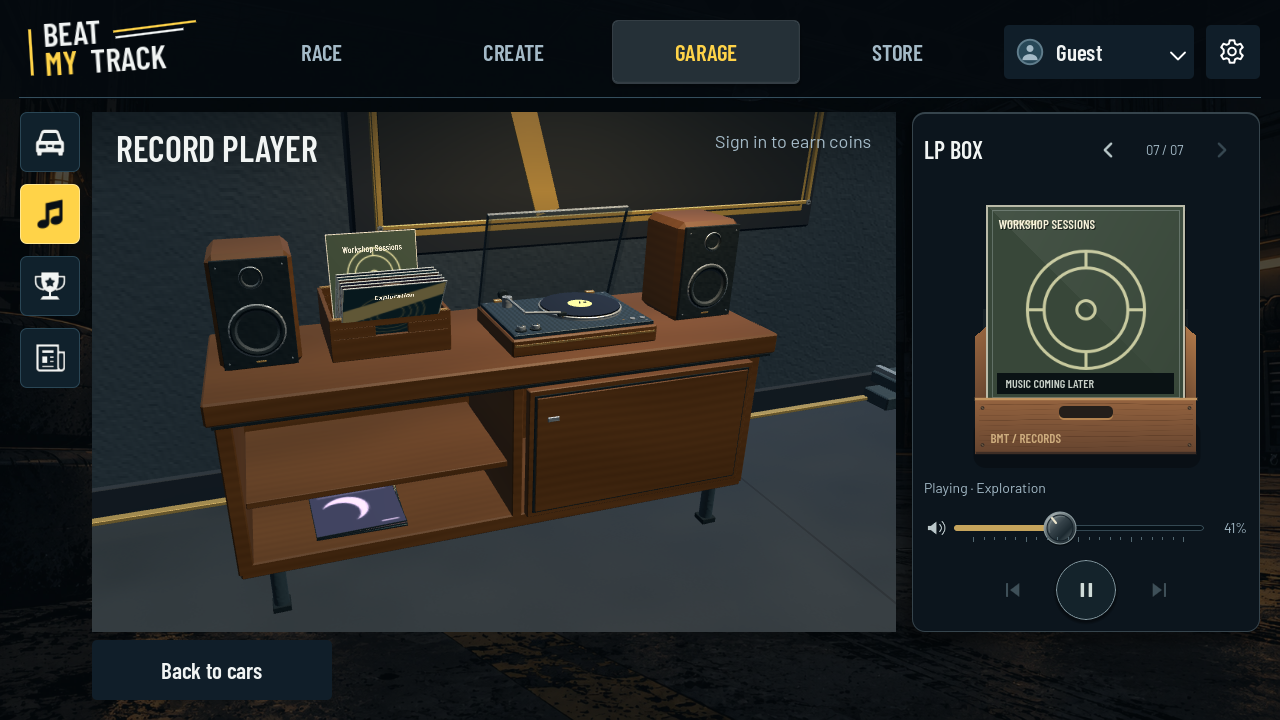 BEAT
MY TRACK
RACE
CREATE
GARAGE
STORE
Guest
RECORD PLAYER
Sign in to earn coins
Workshop Sessions
Exploration
LP BOX
07 / 07
WORKSHOP SESSIONS
MUSIC COMING LATER
BMT / RECORDS
Playing · Exploration
41%
Back to cars